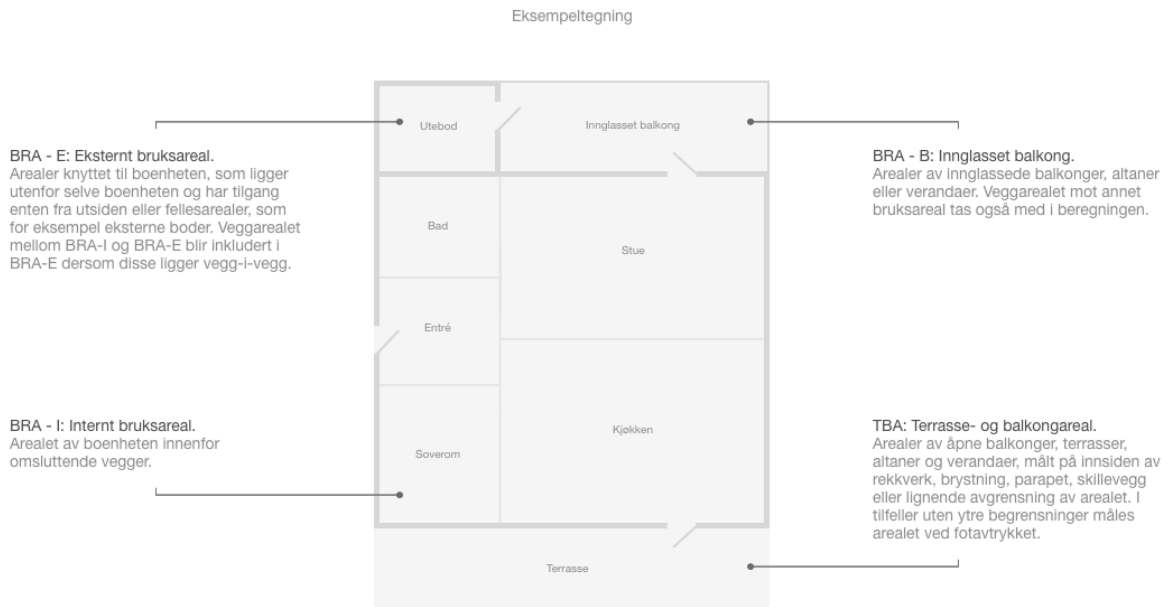 Eksempeltegning
Utebod
Innglasset balkong
BRA - E: Eksternt bruksareal.
Arealer knyttet til boenheten, som ligger
utenfor selve boenheten og har tilgang
enten fra utsiden eller fellesarealer, som
for eksempel eksterne boder. Veggarealet
mellom BRA-I og BRA-E blir inkludert i
BRA-E dersom disse ligger vegg-i-vegg.
BRA - B: Innglasset balkong.
Arealer av innglassede balkonger, altaner
eller verandaer. Veggarealet mot annet
bruksareal tas også med i beregningen.
Bad
Stue
Entré
BRA - I: Internt bruksareal.
Arealet av boenheten innenfor
omsluttende vegger.
Kjøkken
Soverom
TBA: Terrasse- og balkongareal.
Arealer av åpne balkonger, terrasser,
altaner og verandaer, målt på innsiden av
rekkverk, brystning, parapet, skillevegg
eller lignende avgrensning av arealet. I
tilfeller uten ytre begrensninger måles
arealet ved fotavtrykket.
Terrasse